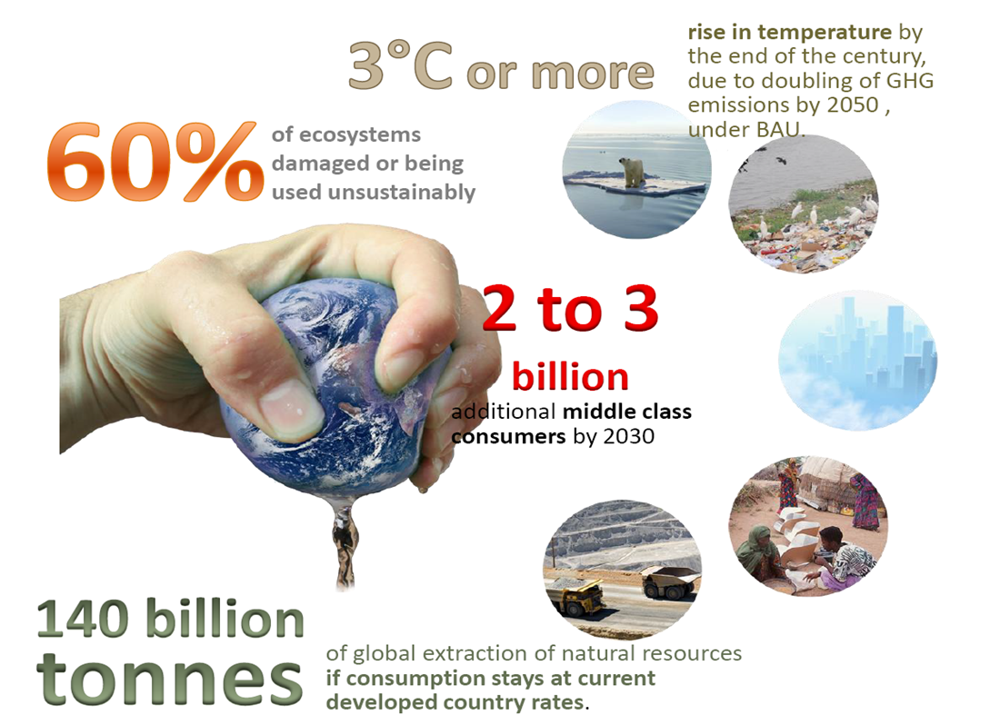 3°C or more
rise in temperature by
the end of the century,
due to doubling of GHG
emissions by 2050 ,
under BAU.
60%
of ecosystems
damaged or being
used unsustainably
2 to 3
billion
additional middle class
consumers by 2030
140 billion
tonnes
of global extraction of natural resources
if consumption stays at current
developed country rates.